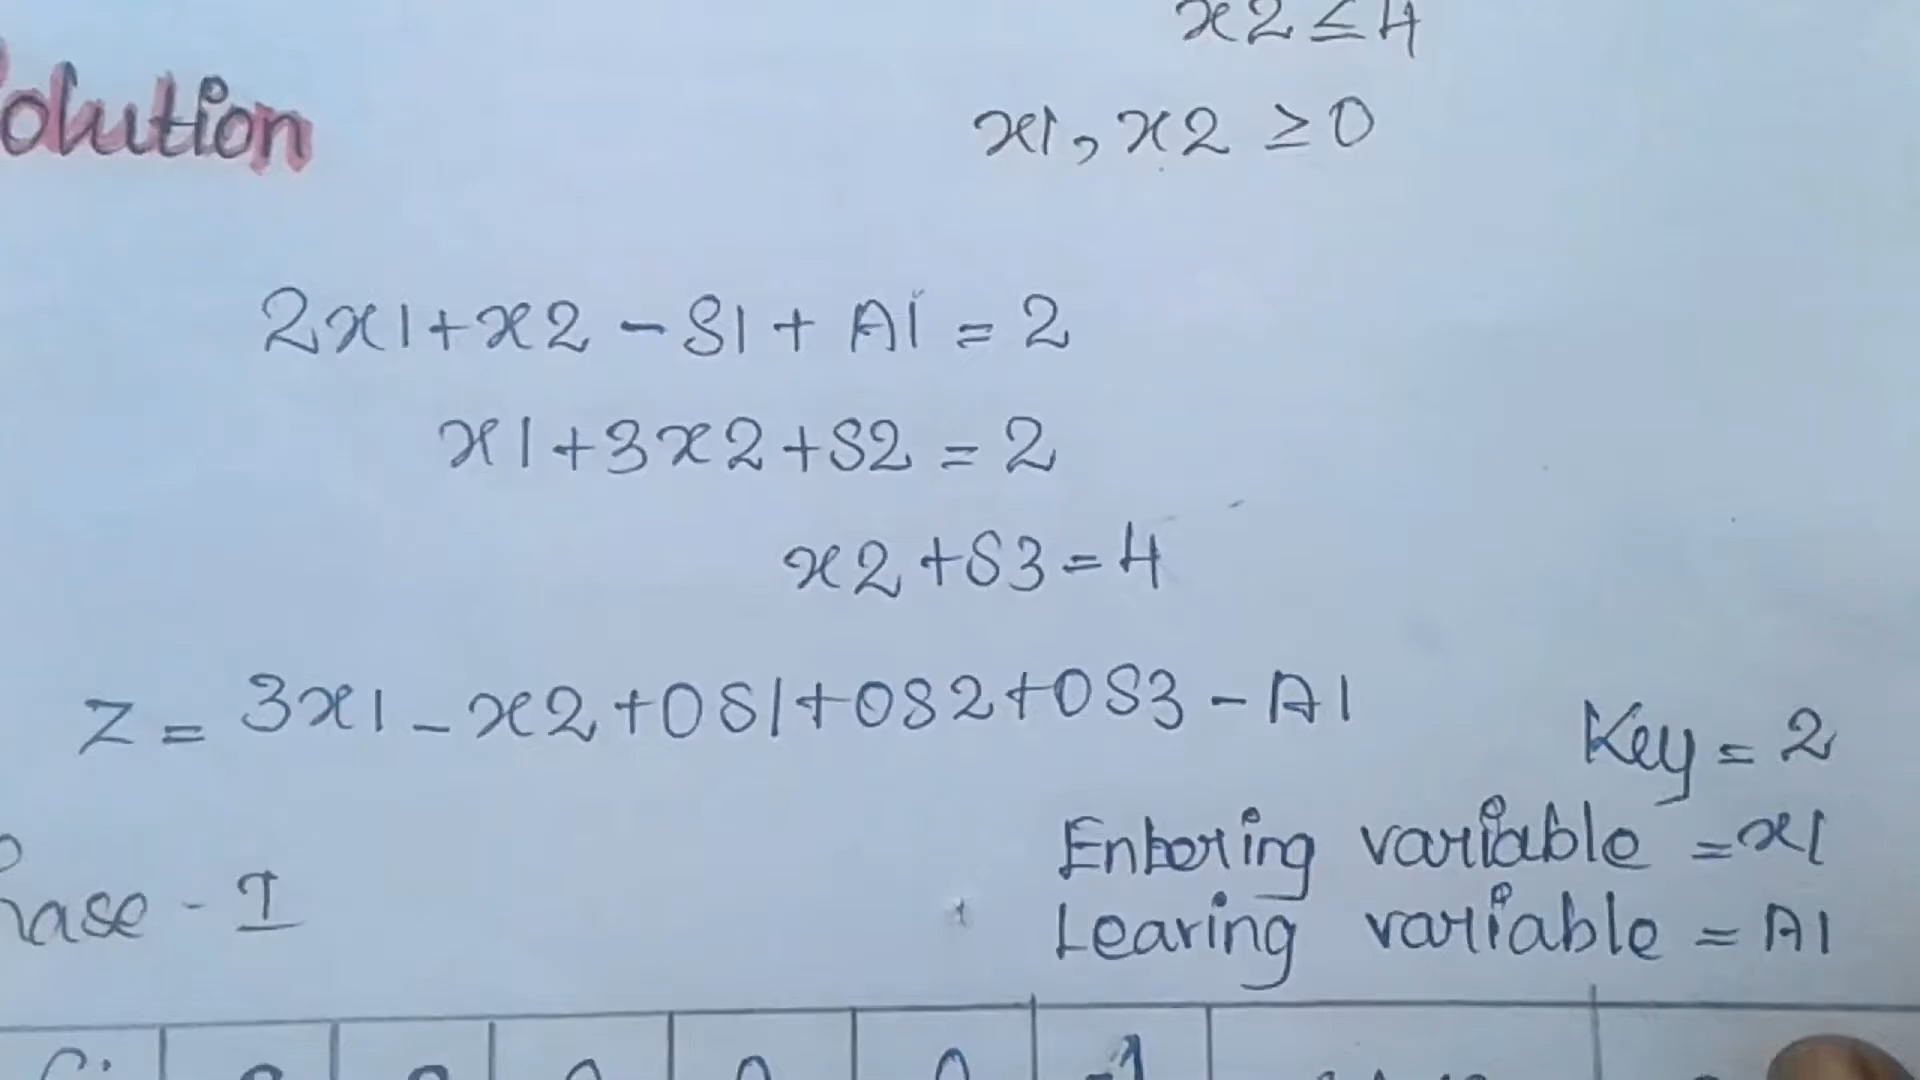 x2 ≤ 4
olution
x1, x2 ≥ 0
2x1+x2 - S1 + A1 = 2
x1+3x2+S2 = 2
x2+S3=4
Z = 3x1 - x2+0S1+0S2+0S3 - A1
Key = 2
Entering variable = x1
hase - I
Leaving variable = A1
-1